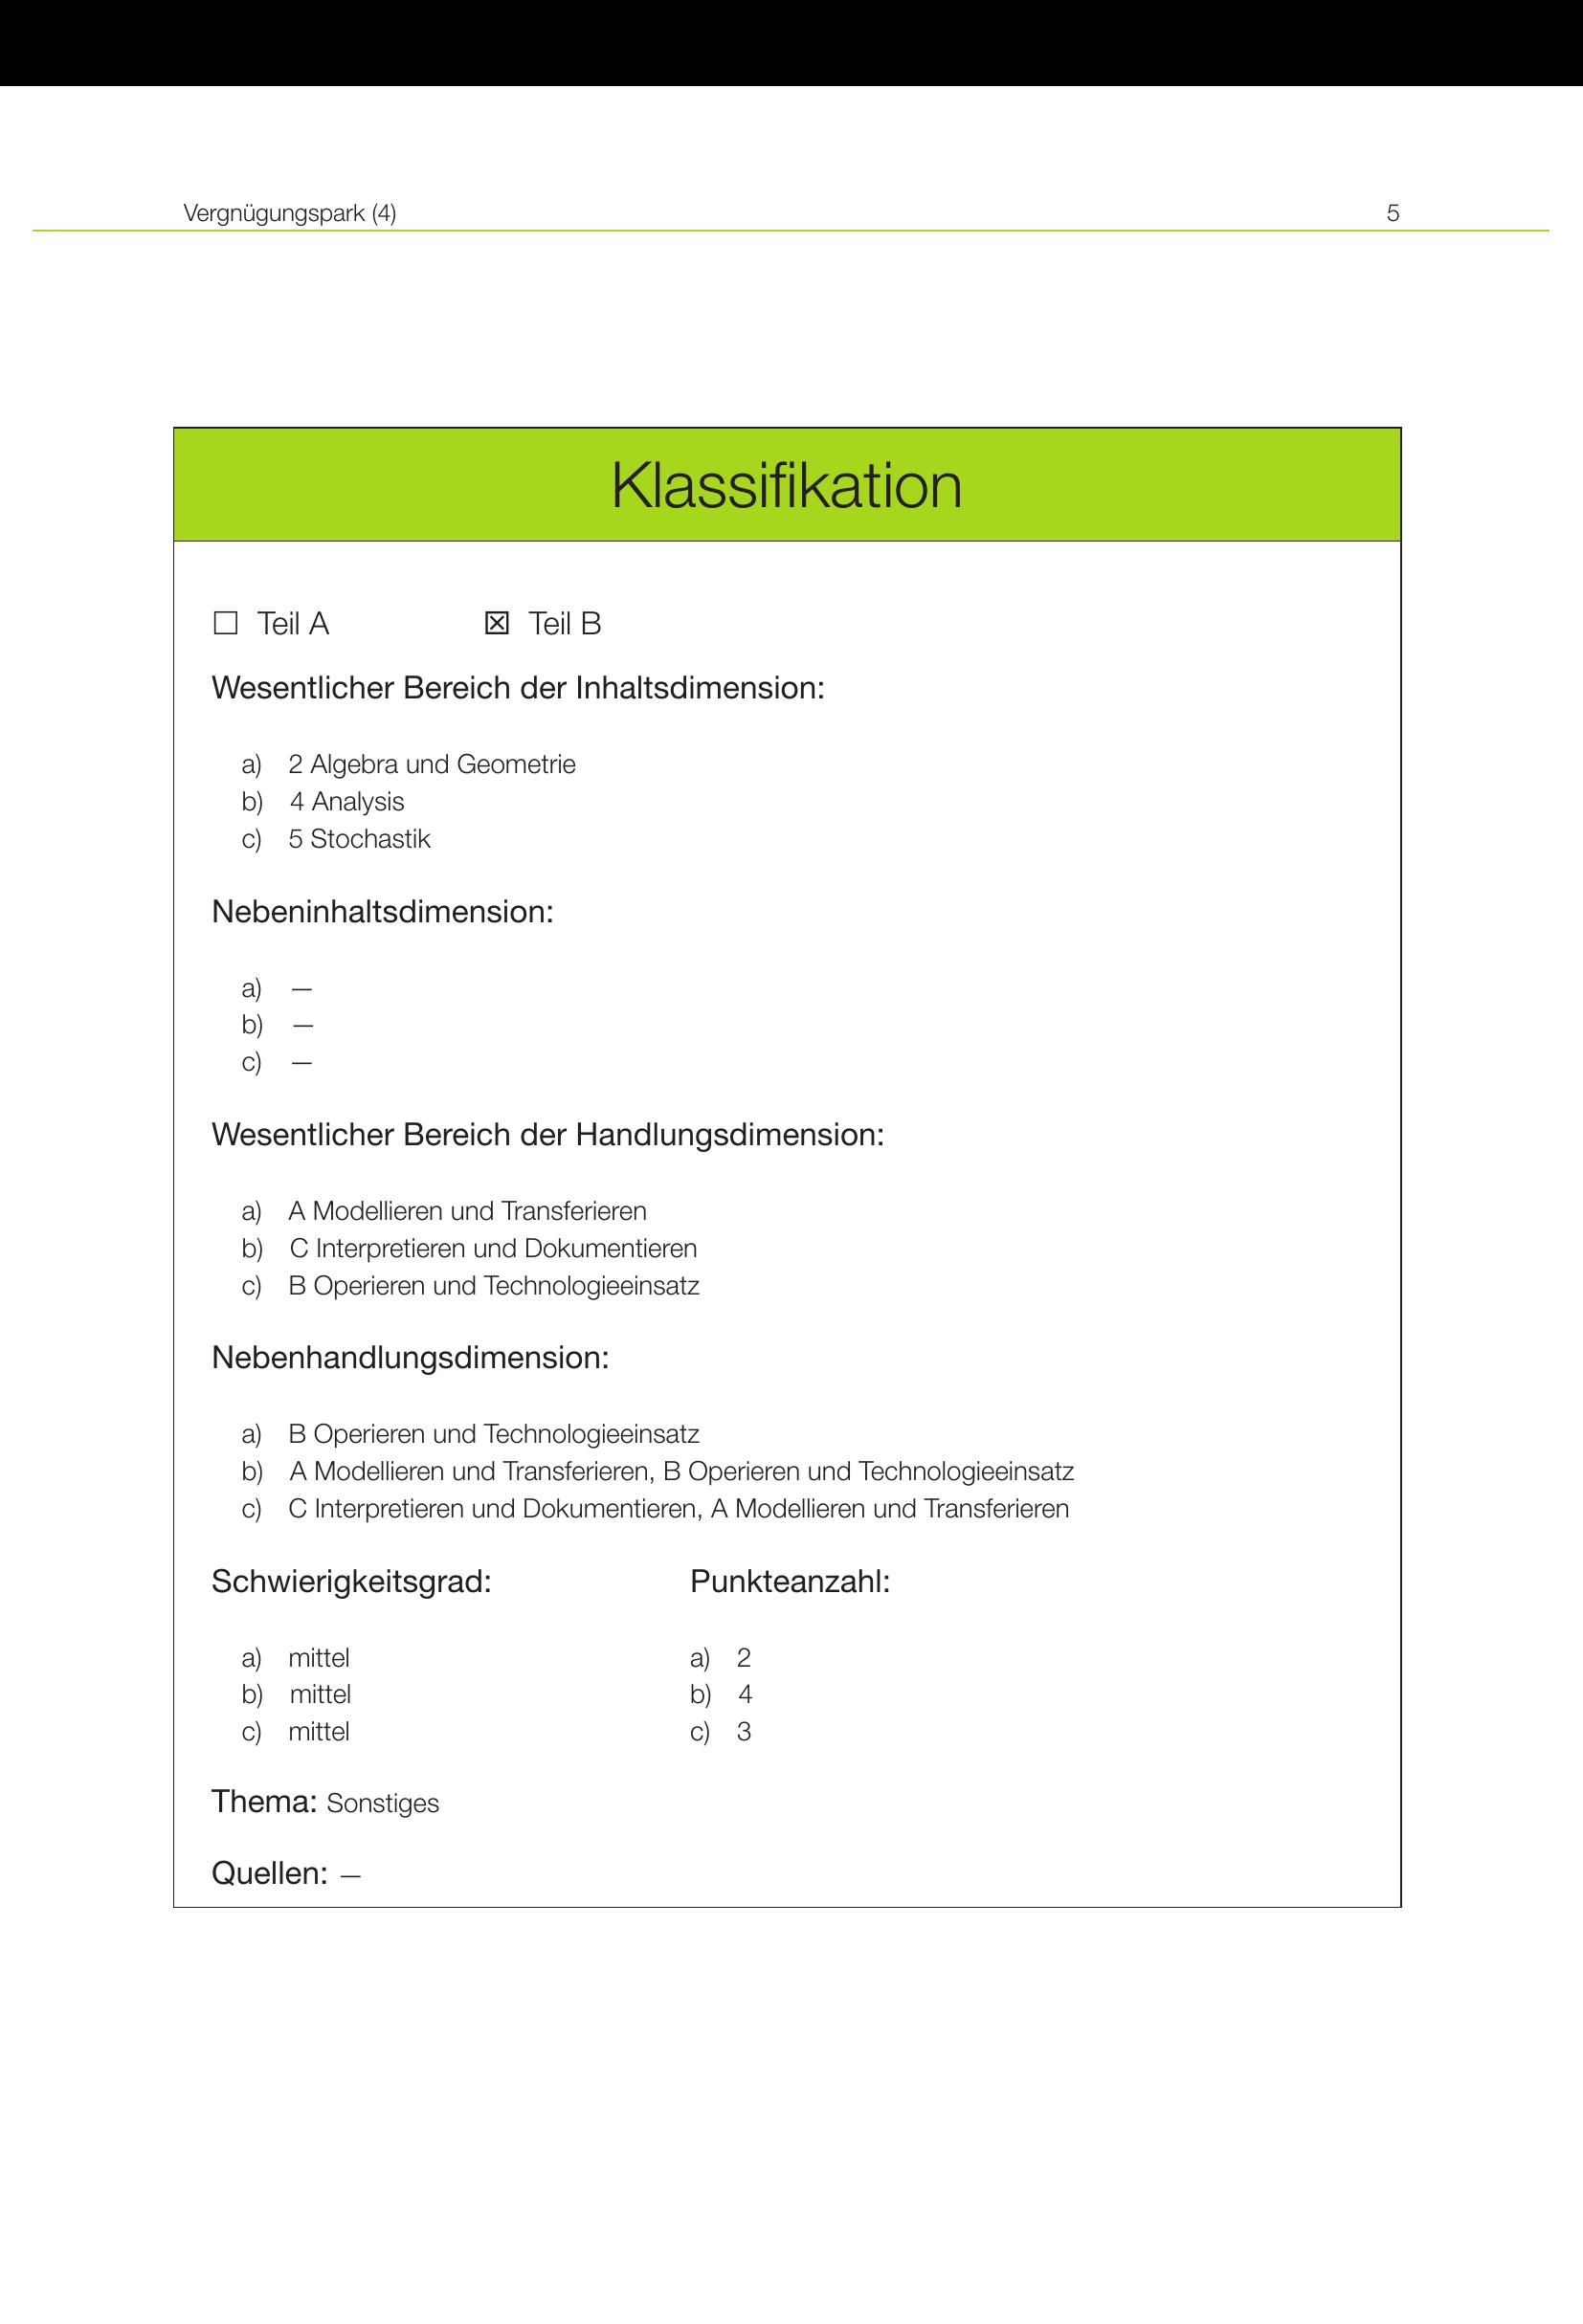 Vergnügungspark (4) 5
Klassifikation
☐ Teil A ☒ Teil B
Wesentlicher Bereich der Inhaltsdimension:
a) 2 Algebra und Geometrie
b) 4 Analysis
c) 5 Stochastik
Nebeninhaltsdimension:
a) —
b) —
c) —
Wesentlicher Bereich der Handlungsdimension:
a) A Modellieren und Transferieren
b) C Interpretieren und Dokumentieren
c) B Operieren und Technologieeinsatz
Nebenhandlungsdimension:
a) B Operieren und Technologieeinsatz
b) A Modellieren und Transferieren, B Operieren und Technologieeinsatz
c) C Interpretieren und Dokumentieren, A Modellieren und Transferieren
Schwierigkeitsgrad: Punkteanzahl:
a) mittel a) 2
b) mittel b) 4
c) mittel c) 3
Thema: Sonstiges
Quellen: —